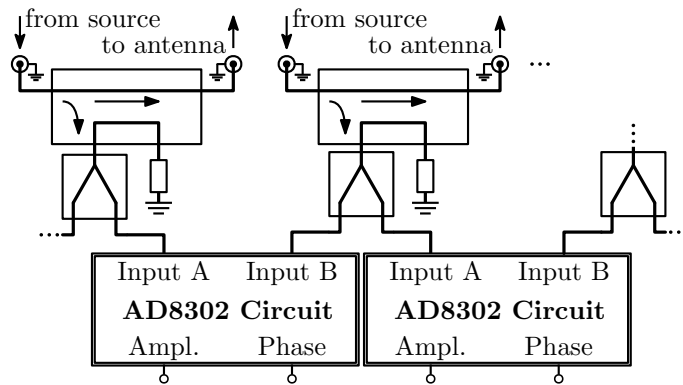 from source from source
to antenna to antenna ...
Input A Input B Input A Input B
AD8302 Circuit AD8302 Circuit
Ampl. Phase Ampl. Phase